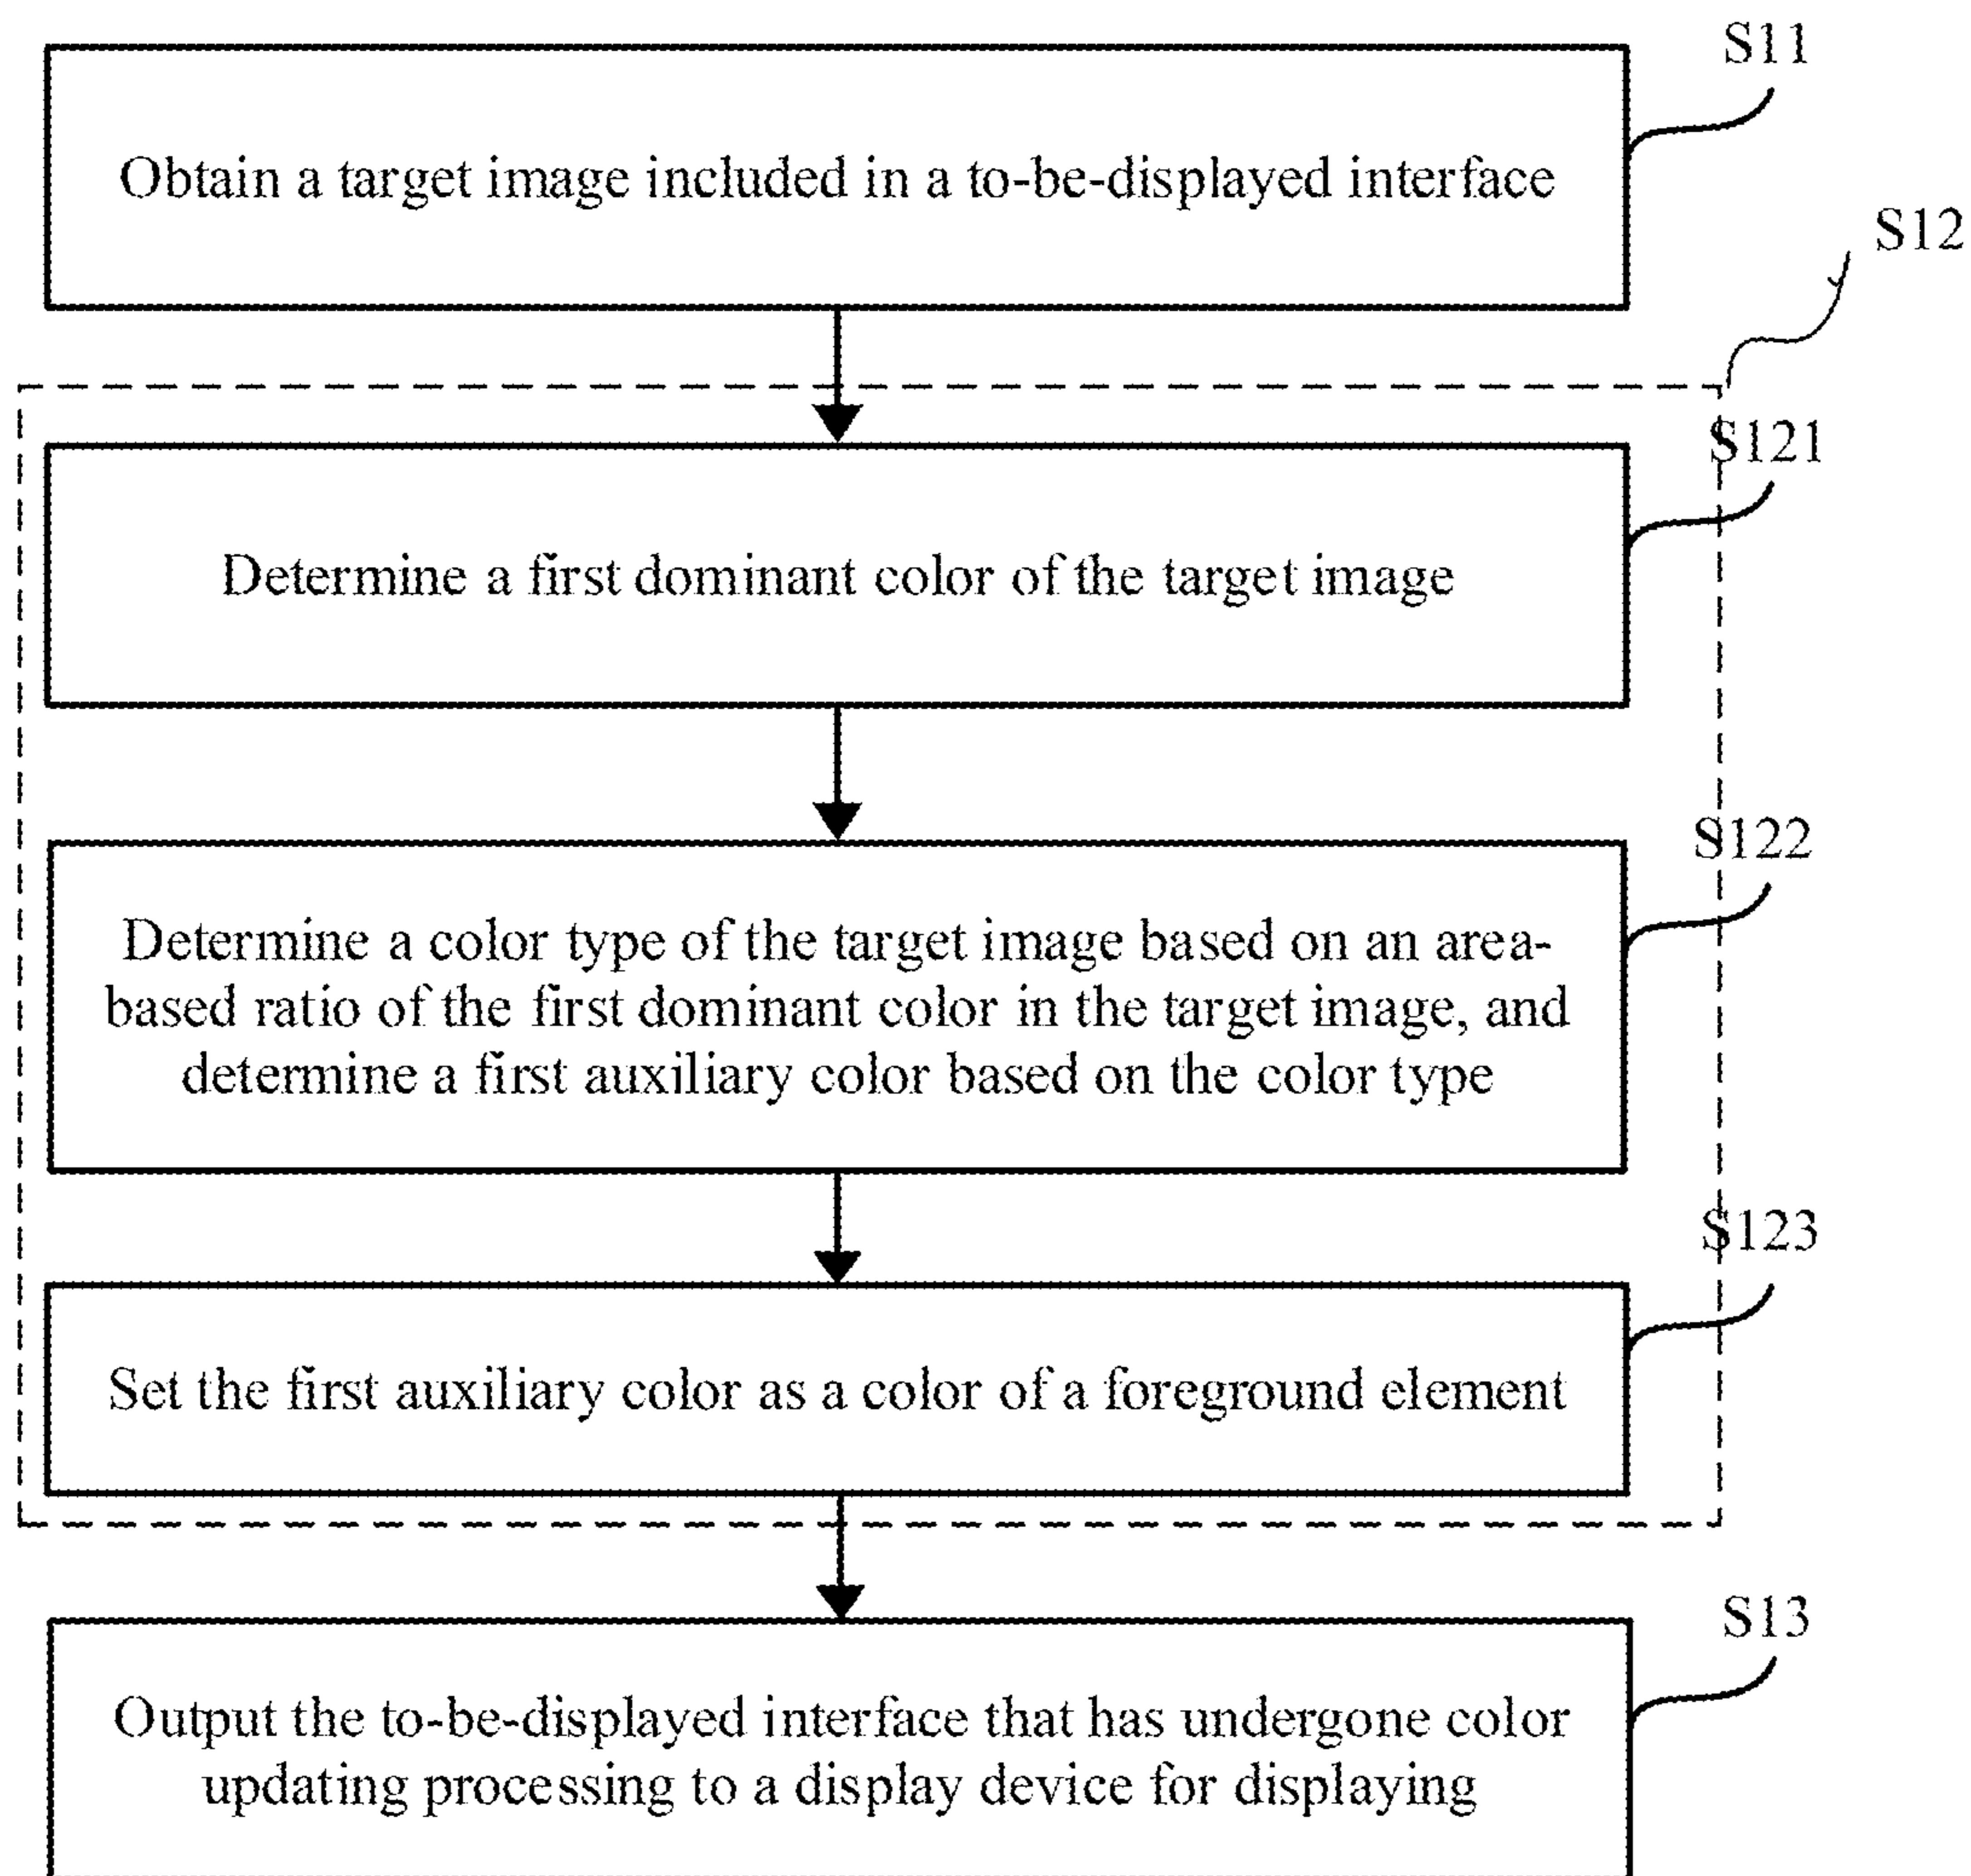 S11
Obtain a target image included in a to-be-displayed interface
S12
S121
Determine a first dominant color of the target image
S122
Determine a color type of the target image based on an area-
based ratio of the first dominant color in the target image, and
determine a first auxiliary color based on the color type
S123
Set the first auxiliary color as a color of a foreground element
S13
Output the to-be-displayed interface that has undergone color
updating processing to a display device for displaying